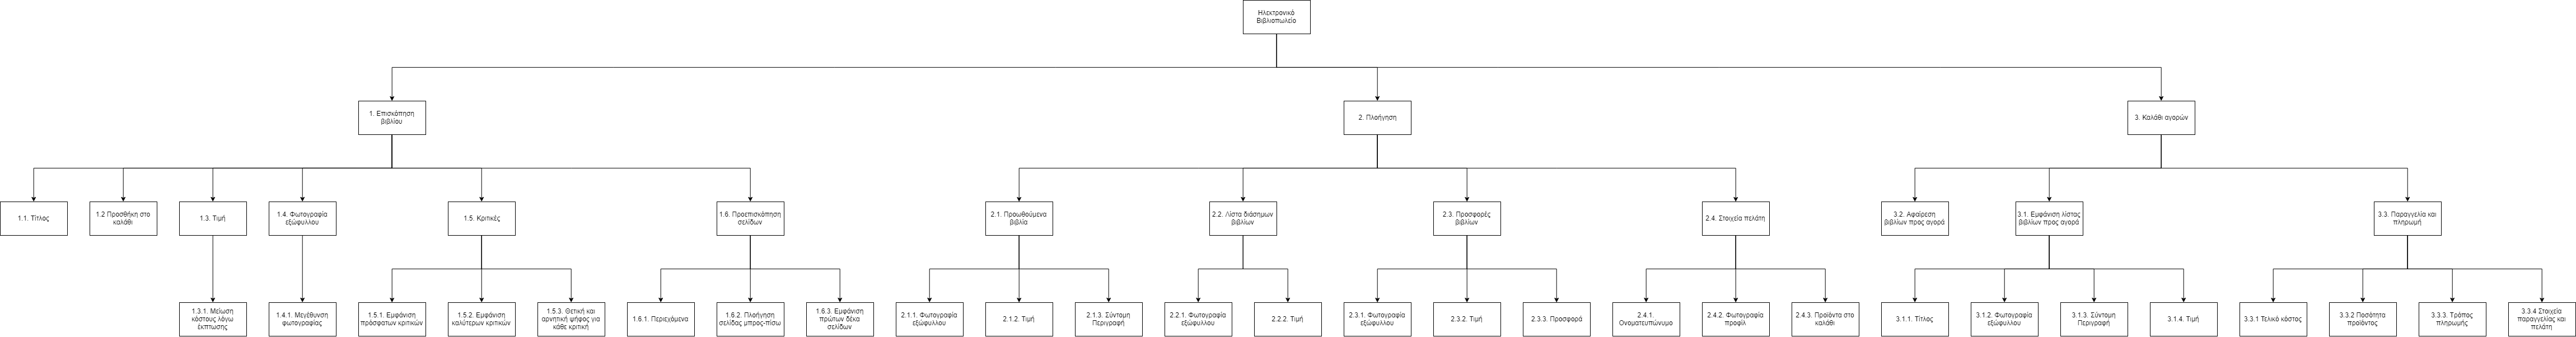 Ηλεκτρονικό
Βιβλιοπωλείο
1. Επισκόπηση
βιβλίου
2. Πλοήγηση
3. Καλάθι αγορών
1.1. Τίτλος
1.2 Προσθήκη στο
καλάθι
1.3. Τιμή
1.4. Φωτογραφία
εξώφυλλου
1.5. Κριτικές
1.6. Προεπισκόπηση
σελίδων
2.1. Προωθούμενα
βιβλία
2.2. Λίστα διάσημων
βιβλίων
2.3. Προσφορές
βιβλίων
2.4. Στοιχεία πελάτη
3.2. Αφαίρεση
βιβλίων προς αγορά
3.1. Εμφάνιση λίστας
βιβλίων προς αγορά
3.3. Παραγγελία και
πληρωμή
1.3.1. Μείωση
κόστους λόγω
έκπτωσης
1.4.1. Μεγέθυνση
φωτογραφίας
1.5.1. Εμφάνιση
πρόσφατων κριτικών
1.5.2. Εμφάνιση
καλύτερων κριτικών
1.5.3. Θετική και
αρνητική ψήφος για
κάθε κριτική
1.6.1. Περιεχόμενα
1.6.2. Πλοήγηση
σελίδας μπρος-πίσω
1.6.3. Εμφάνιση
πρώτων δέκα
σελίδων
2.1.1. Φωτογραφία
εξώφυλλου
2.1.2. Τιμή
2.1.3. Σύντομη
Περιγραφή
2.2.1. Φωτογραφία
εξώφυλλου
2.2.2. Τιμή
2.3.1. Φωτογραφία
εξώφυλλου
2.3.2. Τιμή
2.3.3. Προσφορά
2.4.1.
Ονοματεπώνυμο
2.4.2. Φωτογραφία
προφίλ
2.4.3. Προϊόντα στο
καλάθι
3.1.1. Τίτλος
3.1.2. Φωτογραφία
εξώφυλλου
3.1.3. Σύντομη
Περιγραφή
3.1.4. Τιμή
3.3.1 Τελικό κόστος
3.3.2 Ποσότητα
προϊόντος
3.3.3. Τρόπος
πληρωμής
3.3.4 Στοιχεία
παραγγελίας και
πελάτη